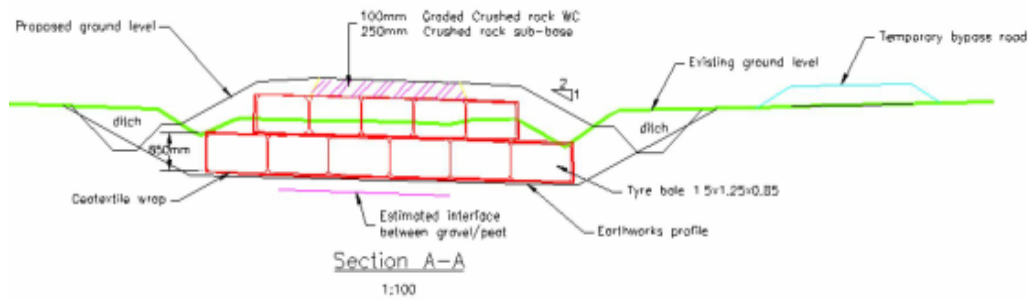 100mm Graded Crushed rock WC
250mm Crushed rock sub-base
Proposed ground level
Temporary bypass road
Existing ground level
2
1
ditch
ditch
850mm
Geotextile wrap
Tyre bale 1.5x1.25x0.85
Estimated interface
between gravel/peat
Earthworks profile
Section A-A
1:100